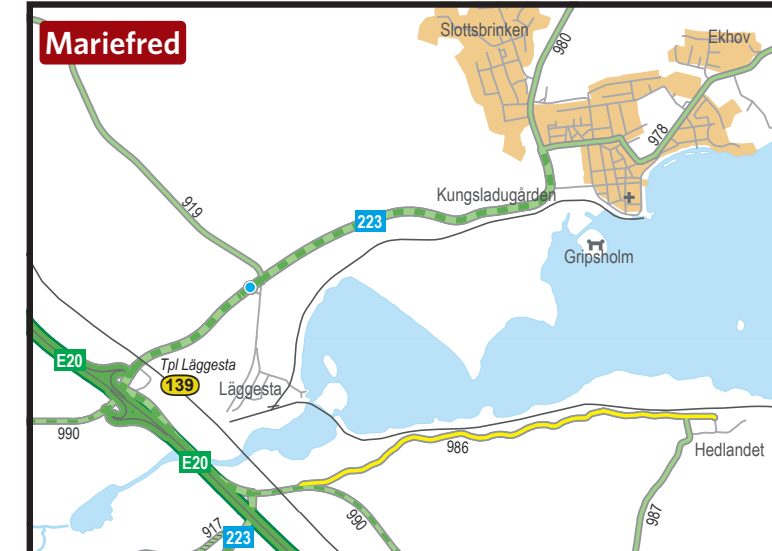 Mariefred
Slottsbrinken
980
Ekhov
978
919
Kungsladugården
223
Gripsholm
E20
Tpl Läggesta
139
Läggesta
990
986
Hedlandet
E20
917
223
990
987